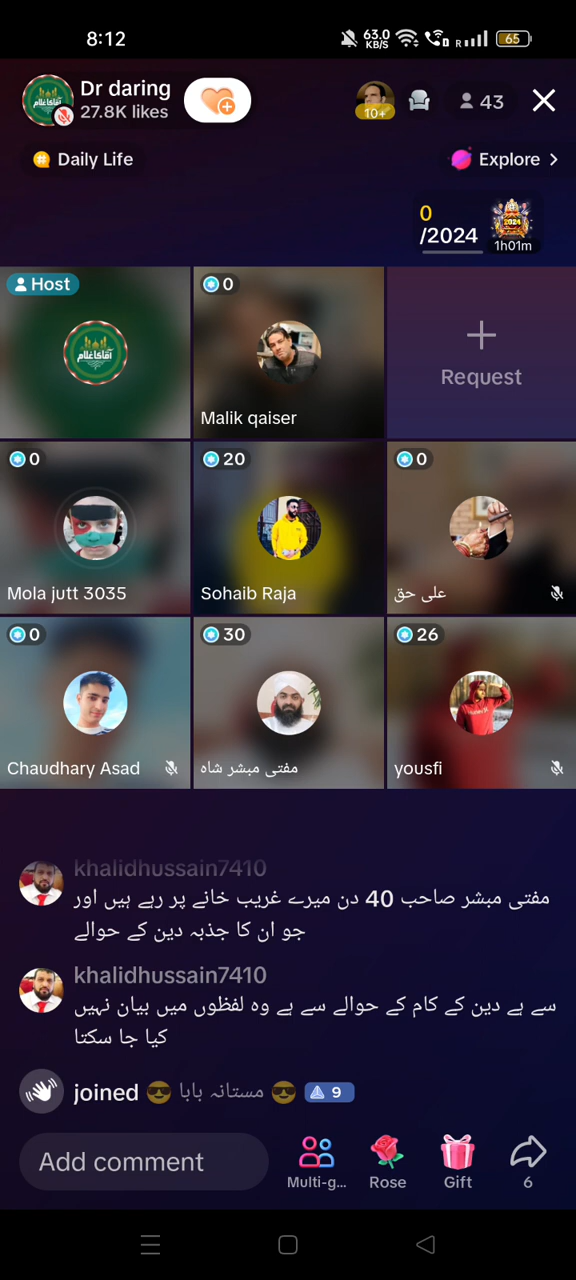 8:12
63.0
KB/S
R
65
Dr daring
27.8K likes
10+
43
Daily Life
Explore
0
/2024
2024
1h01m
Host
آقا کا غلام
0
Malik qaiser
Request
0
Mola jutt 3035
20
Sohaib Raja
0
علی حق
0
Chaudhary Asad
30
مفتی مبشر شاہ
26
yousfi
khalidhussain7410
مفتی مبشر صاحب 40 دن میرے غریب خانے پر رہے ہیں اور
جو ان کا جذبہ دین کے حوالے
khalidhussain7410
سے ہے دین کے کام کے حوالے سے ہے وہ لفظوں میں بیان نہیں
کیا جا سکتا
joined 😎 مستانہ بابا 😎 9
Add comment
Multi-g...
Rose
Gift
6